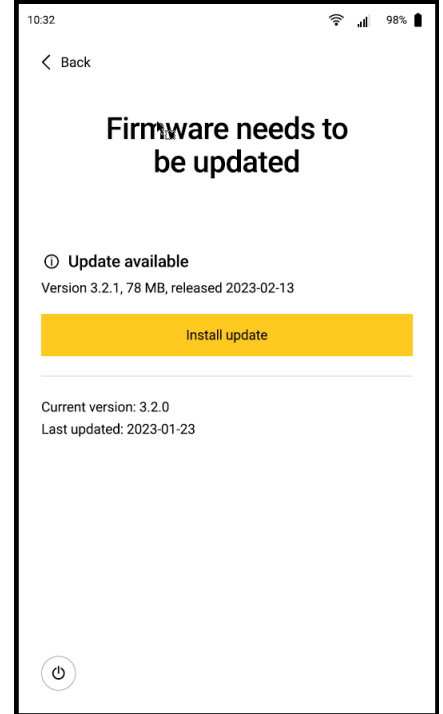 10:32 98%
Back
Firmware needs to
be updated
Update available
Version 3.2.1, 78 MB, released 2023-02-13
Install update
Current version: 3.2.0
Last updated: 2023-01-23